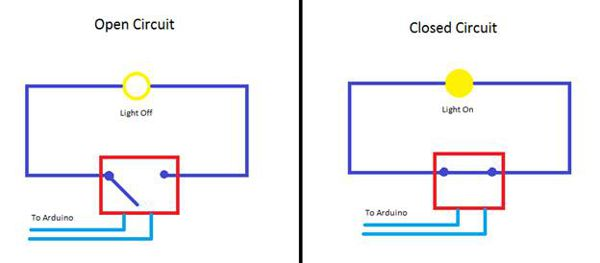 Open Circuit
Light Off
To Arduino
Closed Circuit
Light On
To Arduino